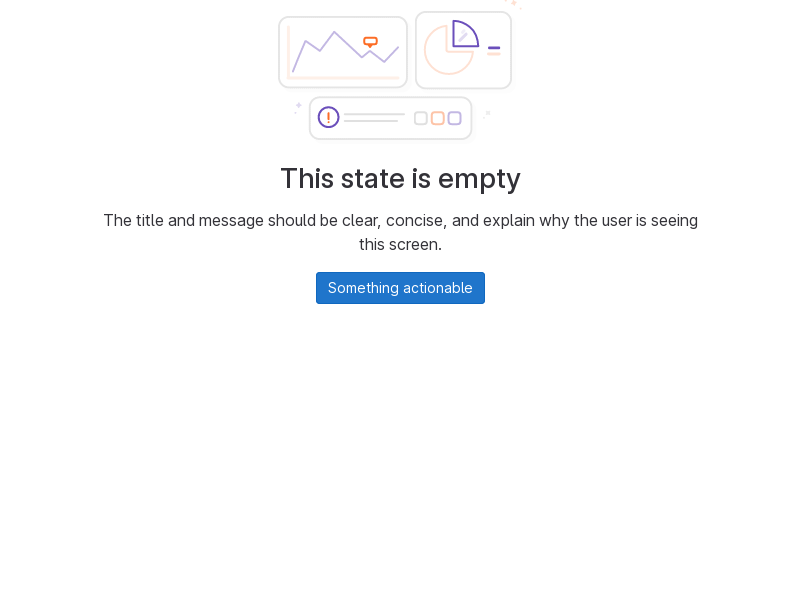 This state is empty
The title and message should be clear, concise, and explain why the user is seeing
this screen.
Something actionable